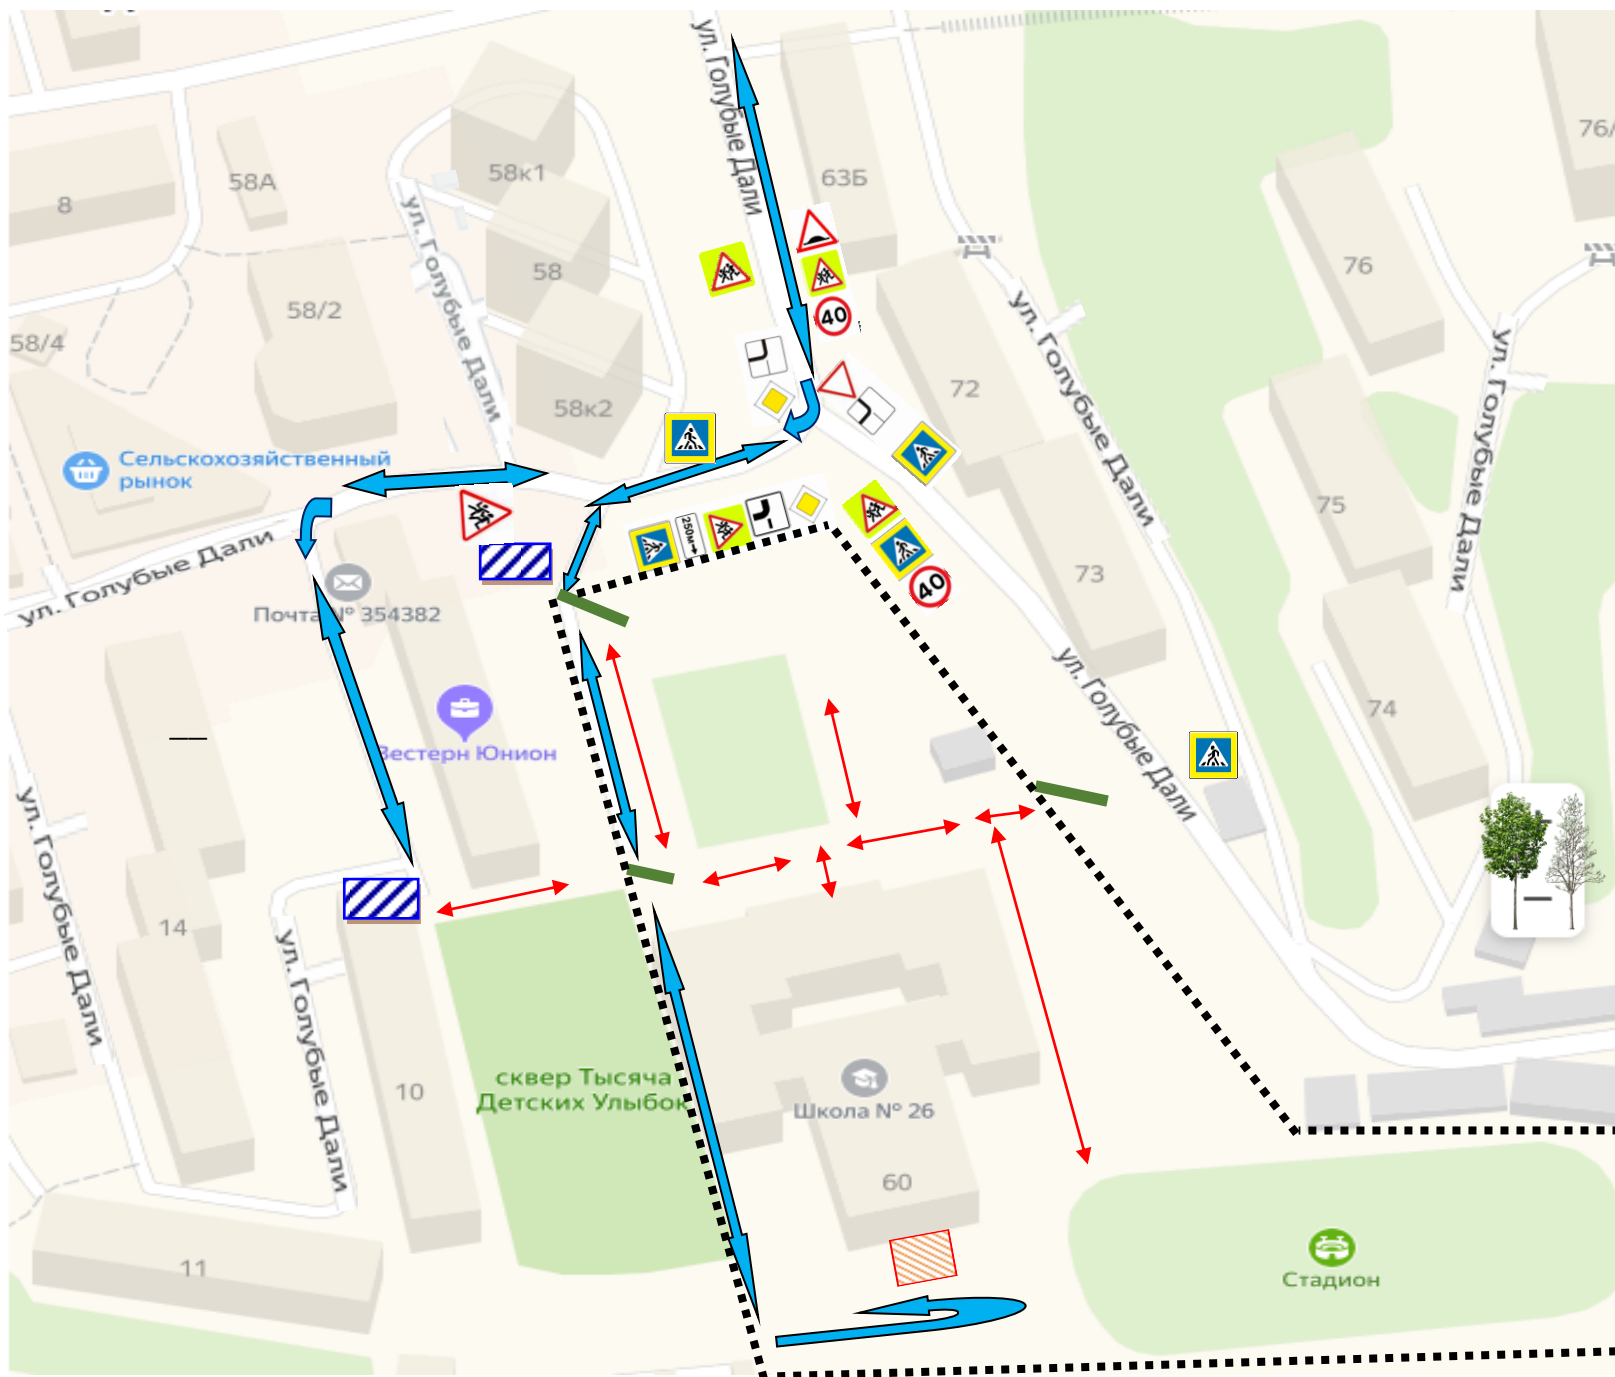 ул. Голубые Дали
63Б
76/
58к1
58А
8
ул. Голубые Дали
58
76
58/2
58/4
40
ул. Голубые Дали
ул. Голубые Дали
72
58к2
Сельскохозяйственный
рынок
75
250м
ул. Голубые Дали
40
73
Почта № 354382
ул. Голубые Дали
74
Вестерн Юнион
ул. Голубые Дали
14
ул. Голубые Дали
сквер Тысяча
Детских Улыбок
10
Школа № 26
60
11
Стадион